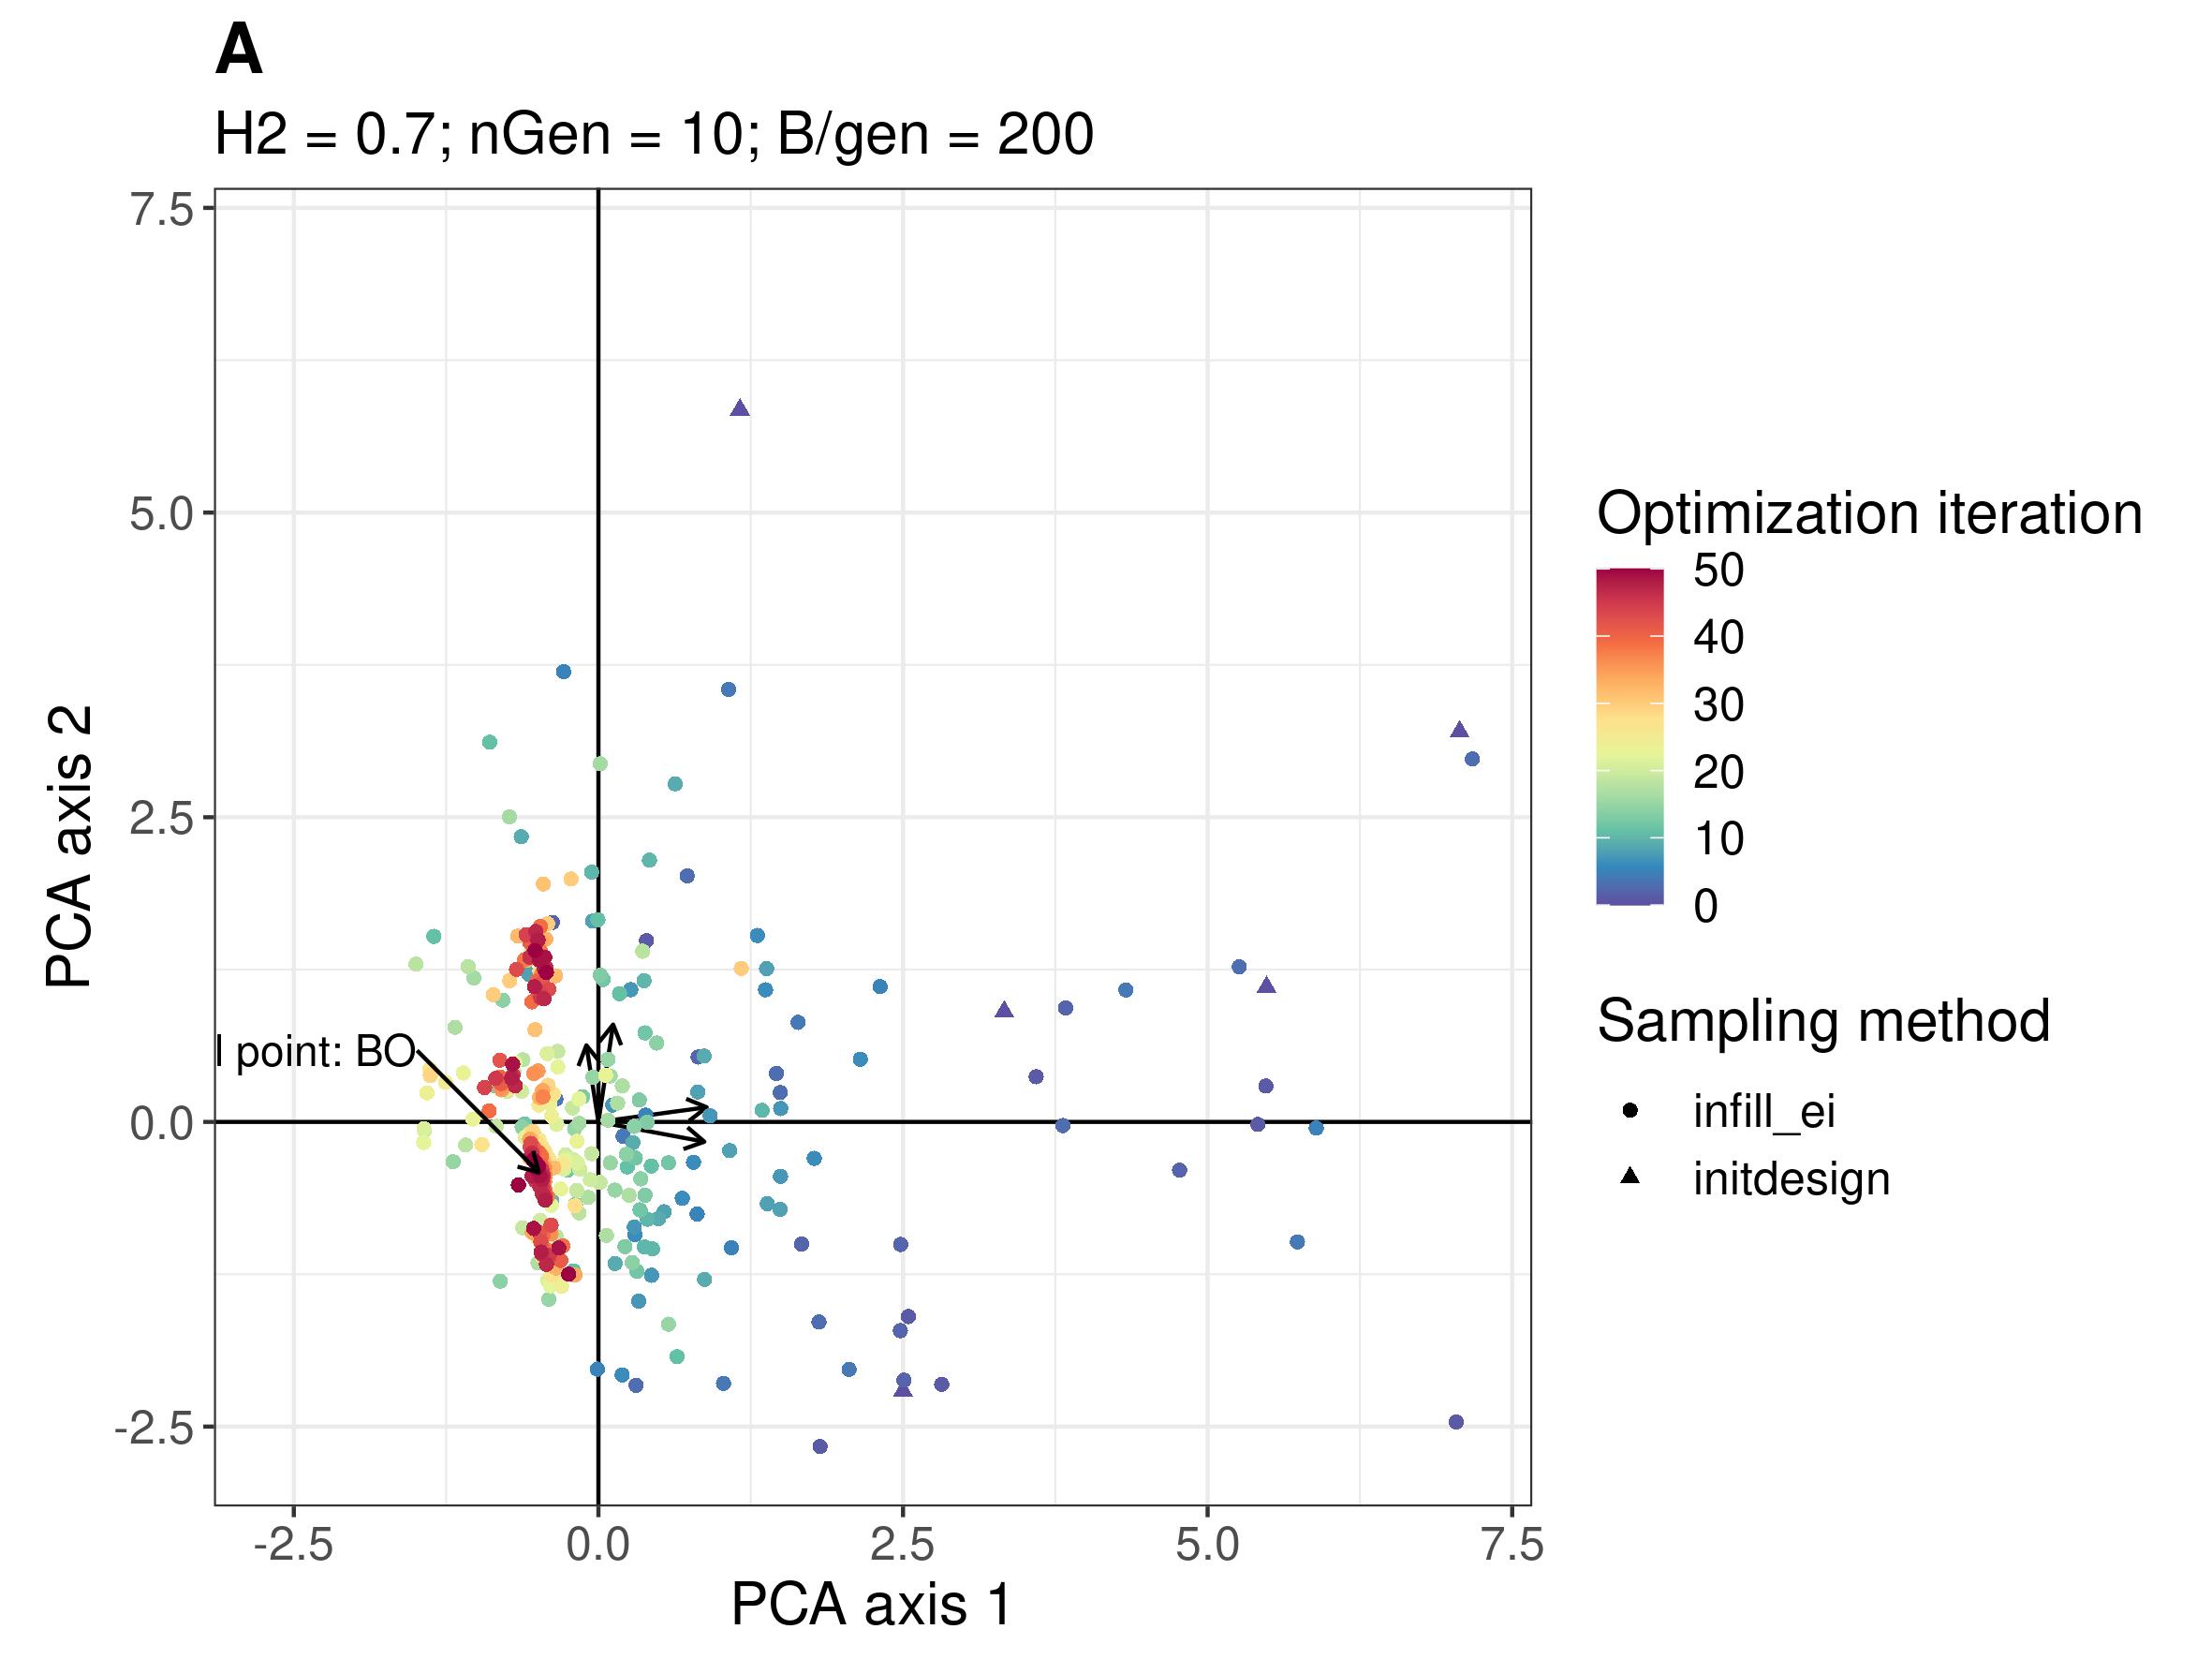 A
H2 = 0.7; nGen = 10; B/gen = 200
7.5
5.0
2.5
0.0
-2.5
PCA axis 2
l point: BO
-2.5
0.0
2.5
5.0
7.5
PCA axis 1
Optimization iteration
50
40
30
20
10
0
Sampling method
infill_ei
initdesign